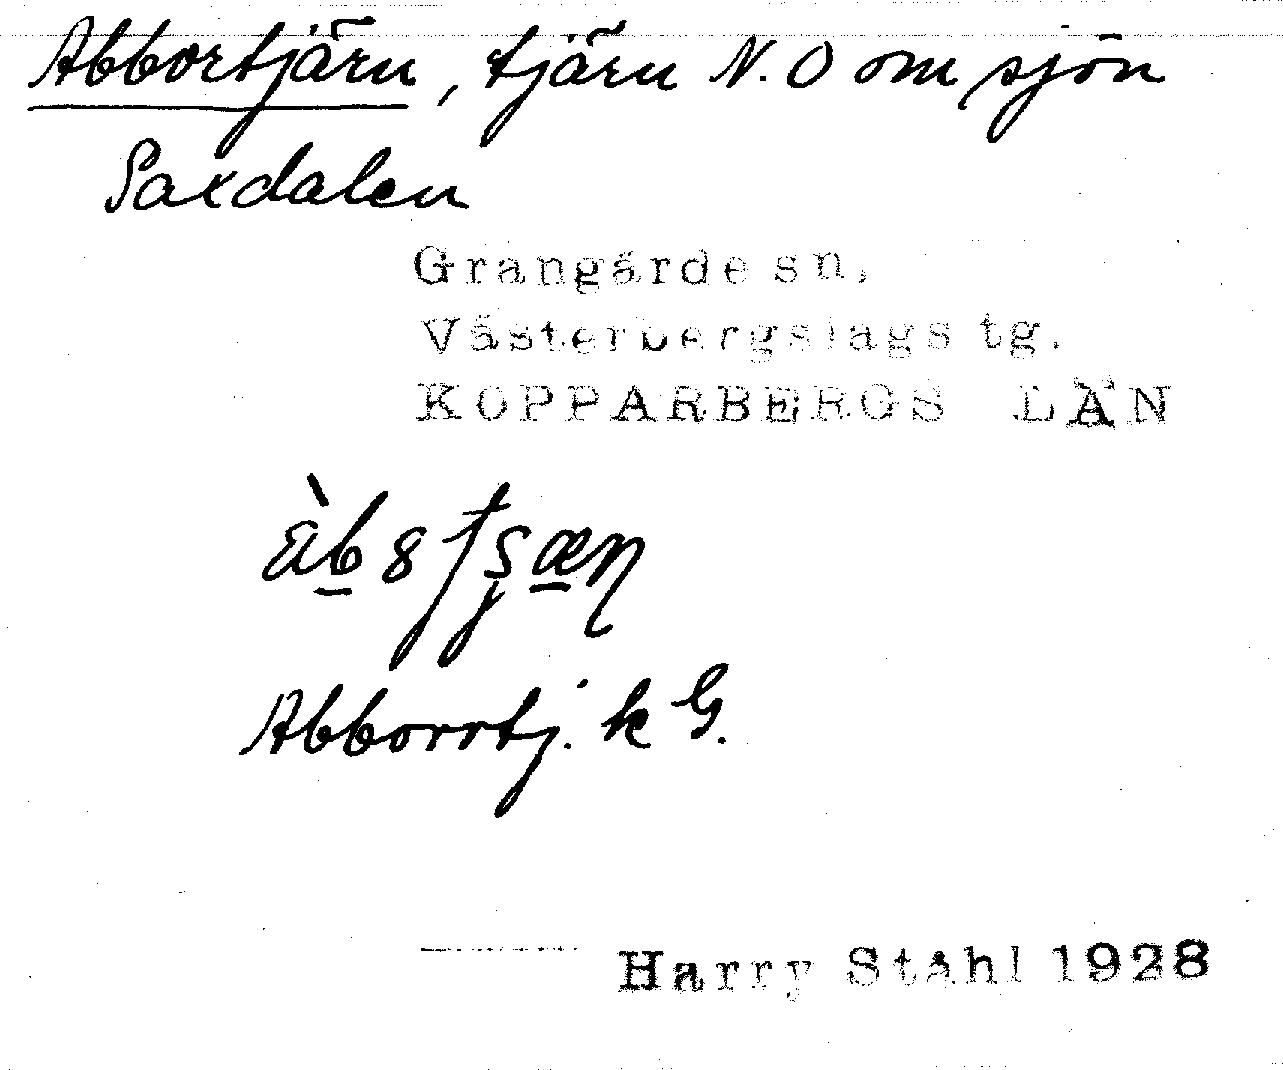 Abbortjärn, tjärn N.O om sjön
Saxdalen
Grangärde sn,
Västerbergslags tg.
KOPPARBERGS LÄN
Abborrtj. k G.
Harry Ståhl 1928